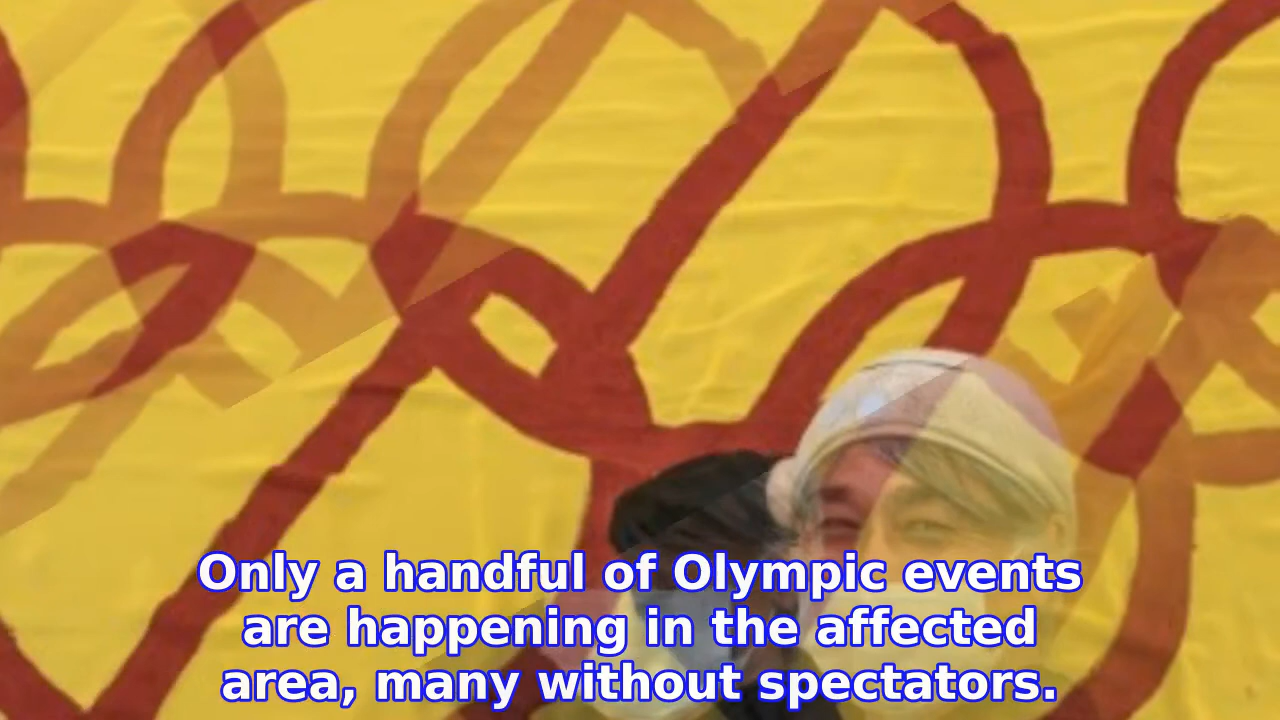 Only a handful of Olympic events
are happening in the affected
area, many without spectators.